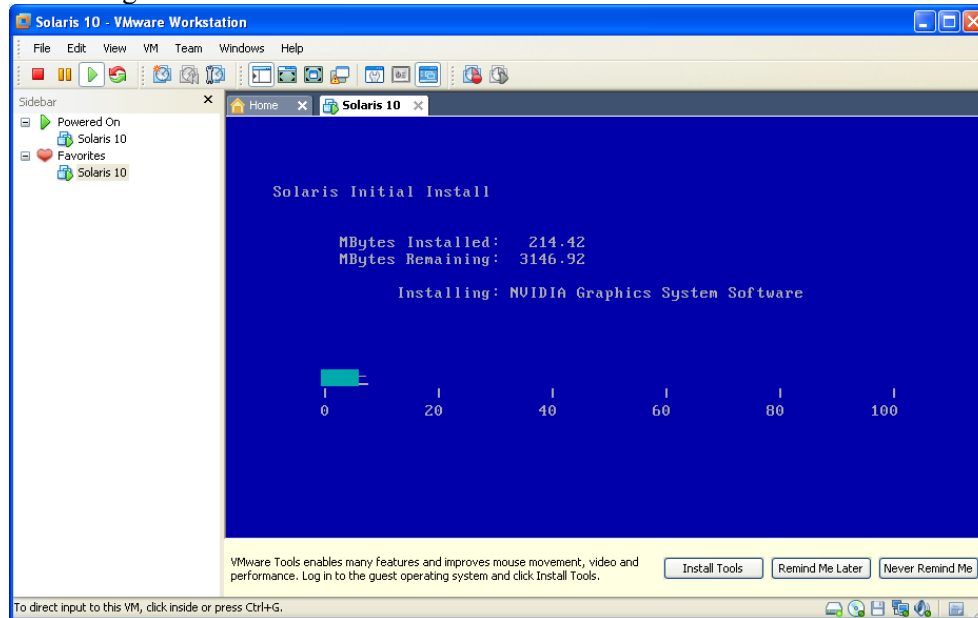 Solaris 10 - VMware Workstation
File Edit View VM Team Windows Help
Sidebar
Powered On
Solaris 10
Favorites
Solaris 10
Home
Solaris 10
Solaris Initial Install
MBytes Installed: 214.42
MBytes Remaining: 3146.92
Installing: NVIDIA Graphics System Software
0 20 40 60 80 100
VMware Tools enables many features and improves mouse movement, video and
performance. Log in to the guest operating system and click Install Tools.
Install Tools
Remind Me Later
Never Remind Me
To direct input to this VM, click inside or press Ctrl+G.